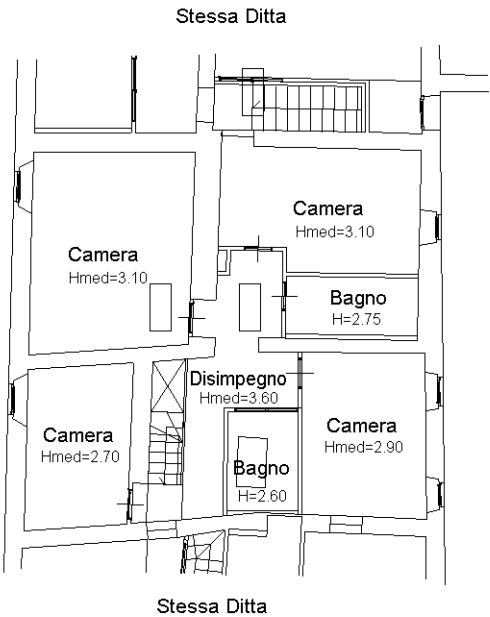 Stessa Ditta
Camera
Hmed=3.10
Camera
Hmed=3.10
Bagno
H=2.75
Disimpegno
Hmed=3.60
Camera
Hmed=2.70
Camera
Hmed=2.90
Bagno
H=2.60
Stessa Ditta